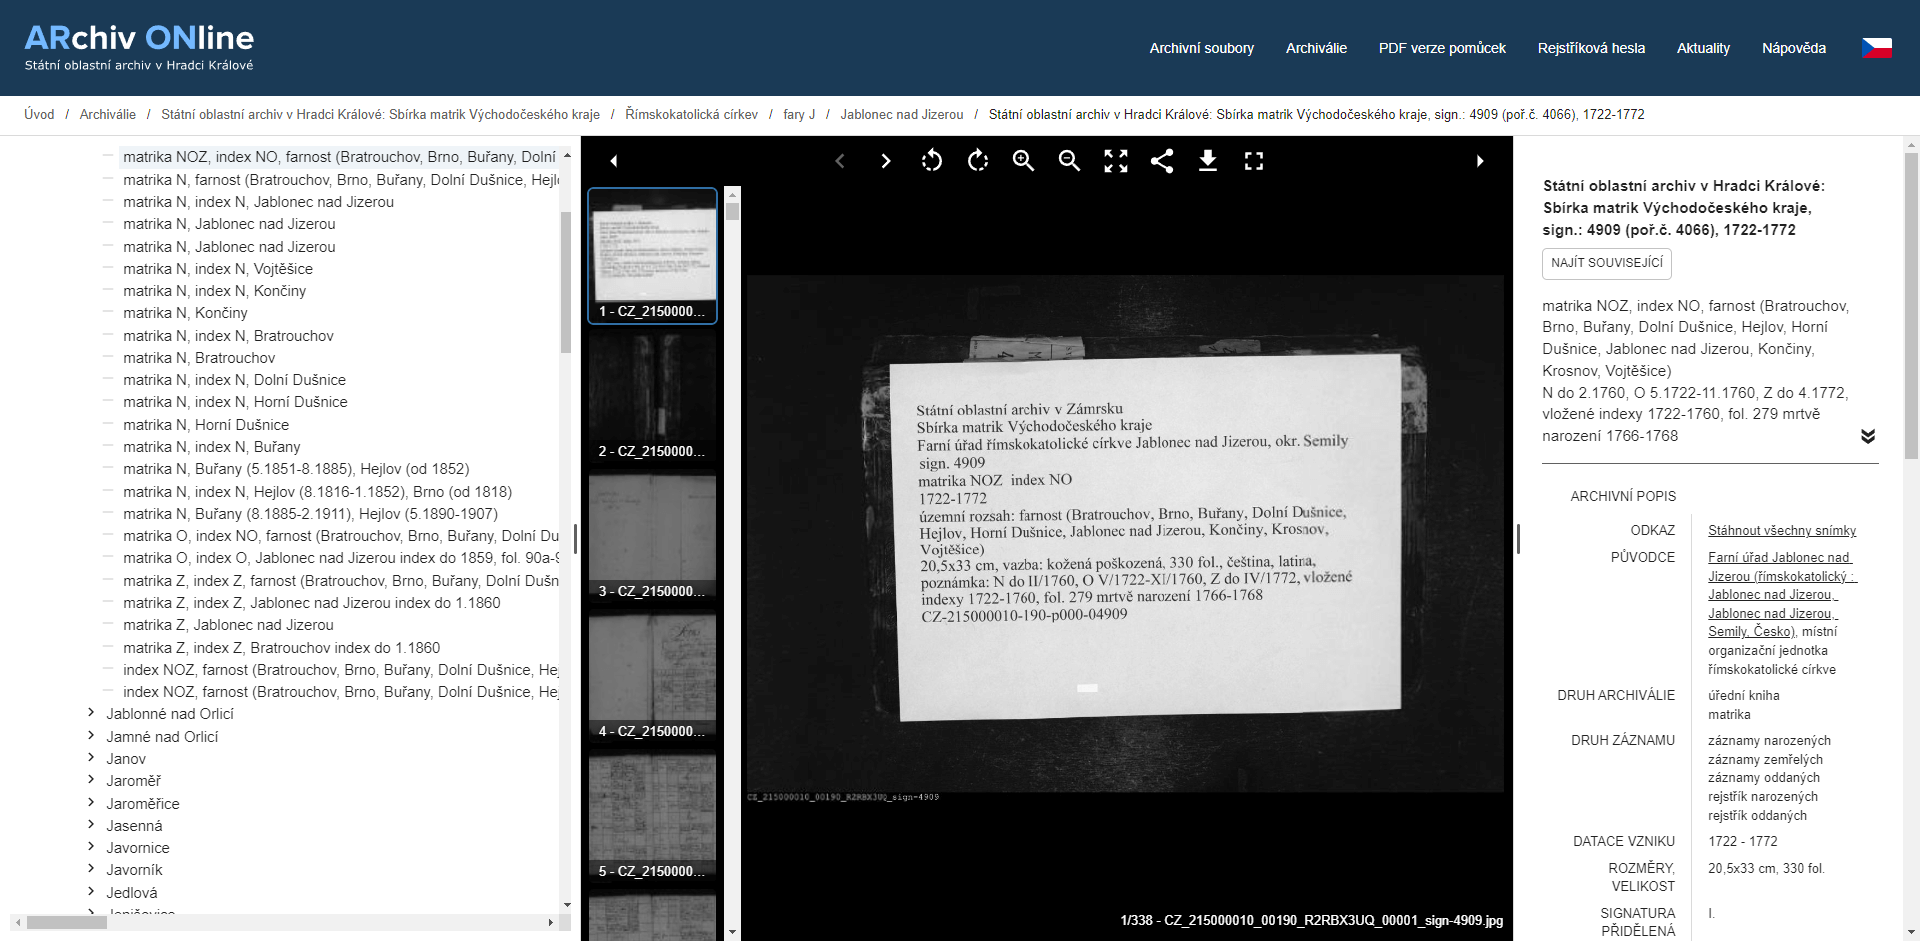 ARchiv ONline
Státní oblastní archiv v Hradci Králové
Archivní soubory
Archiválie
PDF verze pomůcek
Rejstříková hesla
Aktuality
Nápověda
Úvod / Archiválie / Státní oblastní archiv v Hradci Králové: Sbírka matrik Východočeského kraje / Římskokatolická církev / fary J / Jablonec nad Jizerou / Státní oblastní archiv v Hradci Králové: Sbírka matrik Východočeského kraje, sign.: 4909 (poř.č. 4066), 1722-1772
matrika NOZ, index NO, farnost (Bratrouchov, Brno, Buřany, Dolní
matrika N, farnost (Bratrouchov, Brno, Buřany, Dolní Dušnice, Hejl
matrika N, index N, Jablonec nad Jizerou
matrika N, Jablonec nad Jizerou
matrika N, Jablonec nad Jizerou
matrika N, index N, Vojtěšice
matrika N, index N, Končiny
matrika N, Končiny
matrika N, index N, Bratrouchov
matrika N, Bratrouchov
matrika N, index N, Dolní Dušnice
matrika N, index N, Horní Dušnice
matrika N, Horní Dušnice
matrika N, index N, Buřany
matrika N, Buřany (5.1851-8.1885), Hejlov (od 1852)
matrika N, index N, Hejlov (8.1816-1.1852), Brno (od 1818)
matrika N, Buřany (8.1885-2.1911), Hejlov (5.1890-1907)
matrika O, index NO, farnost (Bratrouchov, Brno, Buřany, Dolní Du
matrika O, index O, Jablonec nad Jizerou index do 1859, fol. 90a-9
matrika Z, index Z, farnost (Bratrouchov, Brno, Buřany, Dolní Dušn
matrika Z, index Z, Jablonec nad Jizerou index do 1.1860
matrika Z, Jablonec nad Jizerou
matrika Z, index Z, Bratrouchov index do 1.1860
index NOZ, farnost (Bratrouchov, Brno, Buřany, Dolní Dušnice, He
index NOZ, farnost (Bratrouchov, Brno, Buřany, Dolní Dušnice, He
Jablonné nad Orlicí
Jamné nad Orlicí
Janov
Jaroměř
Jaroměřice
Jasenná
Javornice
Javorník
Jedlová
1 - CZ_2150000...
2 - CZ_2150000...
3 - CZ_2150000...
4 - CZ_2150000...
5 - CZ_2150000...
Státní oblastní archiv v Zámrsku
Sbírka matrik Východočeského kraje
Farní úřad římskokatolické církve Jablonec nad Jizerou, okr. Semily
sign. 4909
matrika NOZ index NO
1722-1772
územní rozsah: farnost (Bratrouchov, Brno, Buřany, Dolní Dušnice,
Hejlov, Horní Dušnice, Jablonec nad Jizerou, Končiny, Krosnov,
Vojtěšice)
20,5x33 cm, vazba: kožená poškozená, 330 fol., čeština, latina,
poznámka: N do II/1760, O V/1722-XI/1760, Z do IV/1772, vložené
indexy 1722-1760, fol. 279 mrtvě narození 1766-1768
CZ-215000010-190-p000-04909
CZ_215000010_00190_R2RBX3UQ_sign-4909
1/338 - CZ_215000010_00190_R2RBX3UQ_00001_sign-4909.jpg
Státní oblastní archiv v Hradci Králové:
Sbírka matrik Východočeského kraje,
sign.: 4909 (poř.č. 4066), 1722-1772
NAJÍT SOUVISEJÍCÍ
matrika NOZ, index NO, farnost (Bratrouchov,
Brno, Buřany, Dolní Dušnice, Hejlov, Horní
Dušnice, Jablonec nad Jizerou, Končiny,
Krosnov, Vojtěšice)
N do 2.1760, O 5.1722-11.1760, Z do 4.1772,
vložené indexy 1722-1760, fol. 279 mrtvě
narození 1766-1768
ARCHIVNÍ POPIS
ODKAZ Stáhnout všechny snímky
PŮVODCE Farní úřad Jablonec nad
Jizerou (římskokatolický :
Jablonec nad Jizerou,
Jablonec nad Jizerou,
Semily, Česko), místní
organizační jednotka
římskokatolické církve
DRUH ARCHIVÁLIE úřední kniha
matrika
DRUH ZÁZNAMU záznamy narozených
záznamy zemřelých
záznamy oddaných
rejstřík narozených
rejstřík oddaných
DATACE VZNIKU 1722 - 1772
ROZMĚRY, 20,5x33 cm, 330 fol.
VELIKOST
SIGNATURA I.
PŘIDĚLENÁ